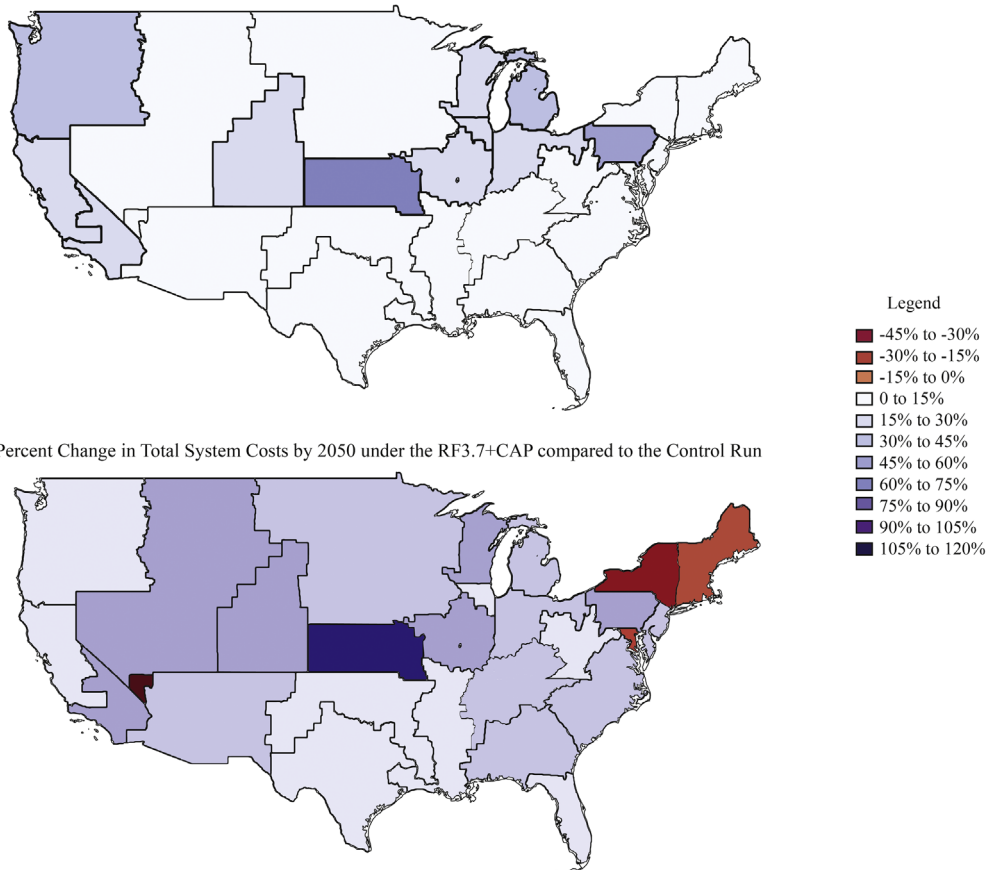 Legend
-45% to -30%
-30% to -15%
-15% to 0%
0 to 15%
15% to 30%
30% to 45%
45% to 60%
60% to 75%
75% to 90%
90% to 105%
105% to 120%
Percent Change in Total System Costs by 2050 under the RF3.7+CAP compared to the Control Run